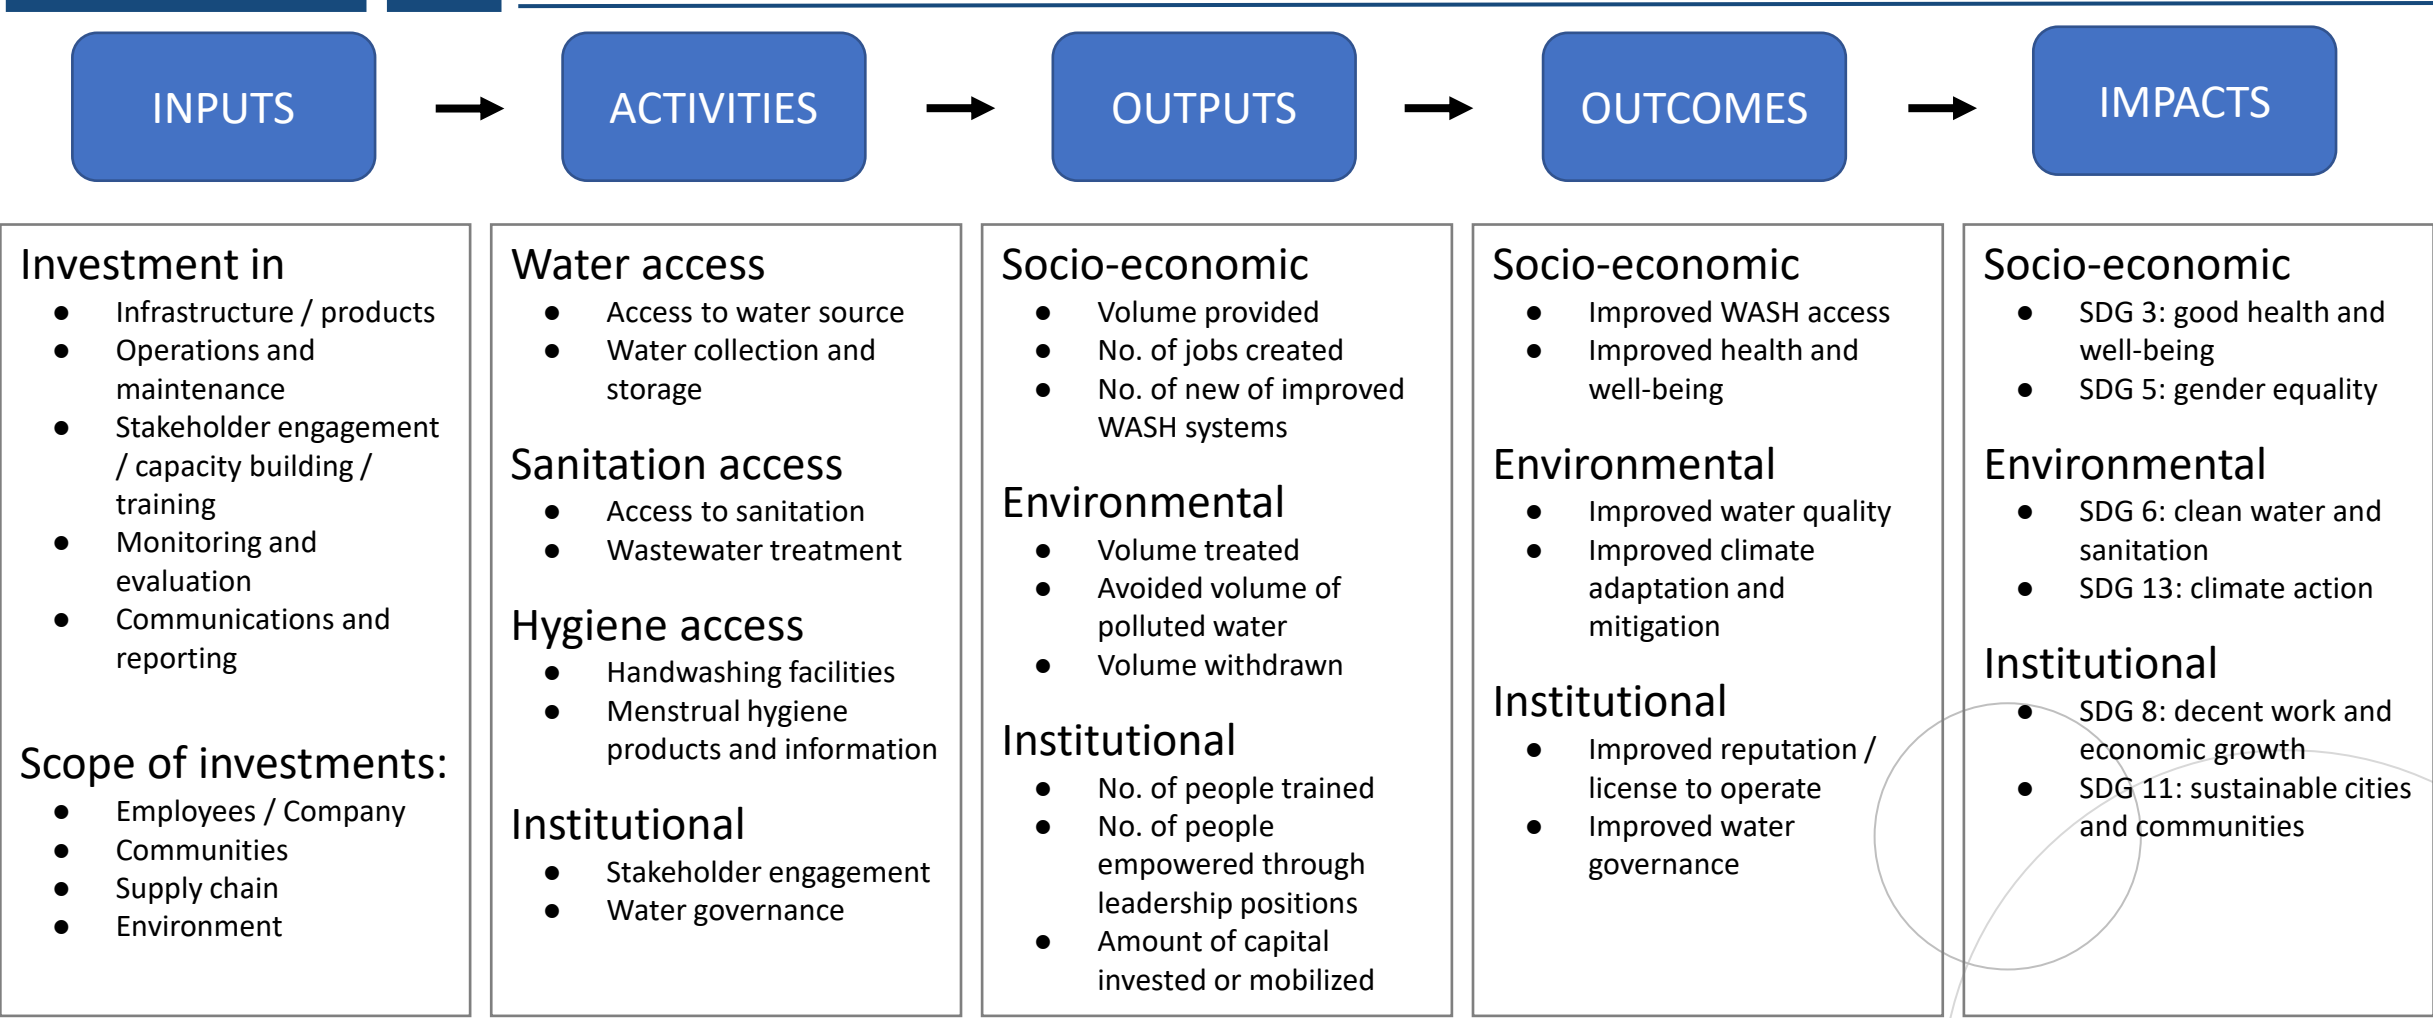 INPUTS
ACTIVITIES
OUTPUTS
OUTCOMES
IMPACTS
Investment in
● Infrastructure / products
● Operations and
maintenance
● Stakeholder engagement
/ capacity building /
training
● Monitoring and
evaluation
● Communications and
reporting
Scope of investments:
● Employees / Company
● Communities
● Supply chain
● Environment
Water access
● Access to water source
● Water collection and
storage
Sanitation access
● Access to sanitation
● Wastewater treatment
Hygiene access
● Handwashing facilities
● Menstrual hygiene
products and information
Institutional
● Stakeholder engagement
● Water governance
Socio-economic
● Volume provided
● No. of jobs created
● No. of new of improved
WASH systems
Environmental
● Volume treated
● Avoided volume of
polluted water
● Volume withdrawn
Institutional
● No. of people trained
● No. of people
empowered through
leadership positions
● Amount of capital
invested or mobilized
Socio-economic
● Improved WASH access
● Improved health and
well-being
Environmental
● Improved water quality
● Improved climate
adaptation and
mitigation
Institutional
● Improved reputation /
license to operate
● Improved water
governance
Socio-economic
● SDG 3: good health and
well-being
● SDG 5: gender equality
Environmental
● SDG 6: clean water and
sanitation
● SDG 13: climate action
Institutional
● SDG 8: decent work and
economic growth
● SDG 11: sustainable cities
and communities